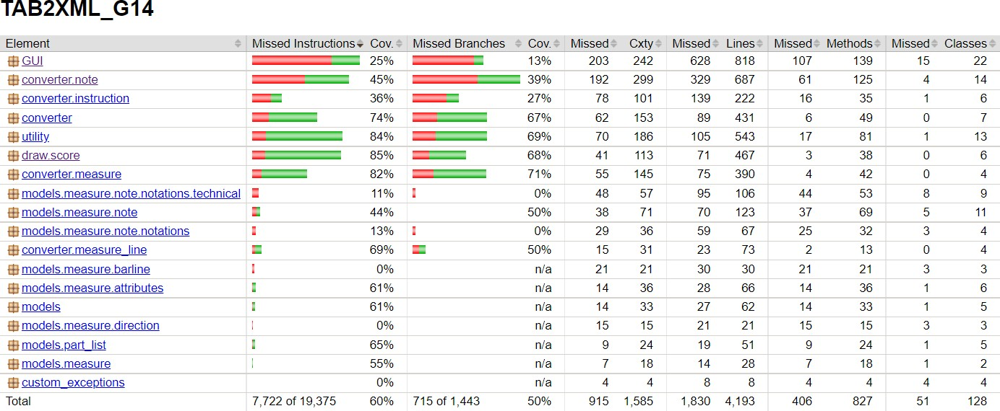 TAB2XML_G14
Element Missed Instructions Cov. Missed Branches Cov. Missed Cxty Missed Lines Missed Methods Missed Classes
GUI 25% 13% 203 242 628 818 107 139 15 22
converter.note 45% 39% 192 299 329 687 61 125 4 14
converter.instruction 36% 27% 78 101 139 222 16 35 1 6
converter 74% 67% 62 153 89 431 6 49 0 7
utility 84% 69% 70 186 105 543 17 81 1 13
draw.score 85% 68% 41 113 71 467 3 38 0 6
converter.measure 82% 71% 55 145 75 390 4 42 0 4
models.measure.note.notations.technical 11% 0% 48 57 95 106 44 53 8 9
models.measure.note 44% 50% 38 71 70 123 37 69 5 11
models.measure.note.notations 13% 0% 29 36 59 67 25 32 3 4
converter.measure_line 69% 50% 15 31 23 73 2 13 0 4
models.measure.barline 0% n/a 21 21 30 30 21 21 3 3
models.measure.attributes 61% n/a 14 36 28 66 14 36 1 6
models 61% n/a 14 33 27 62 14 33 1 5
models.measure.direction 0% n/a 15 15 21 21 15 15 3 3
models.part_list 65% n/a 9 24 19 51 9 24 1 5
models.measure 55% n/a 7 18 14 28 7 18 1 2
custom_exceptions 0% n/a 4 4 8 8 4 4 4 4
Total 7,722 of 19,375 60% 715 of 1,443 50% 915 1,585 1,830 4,193 406 827 51 128